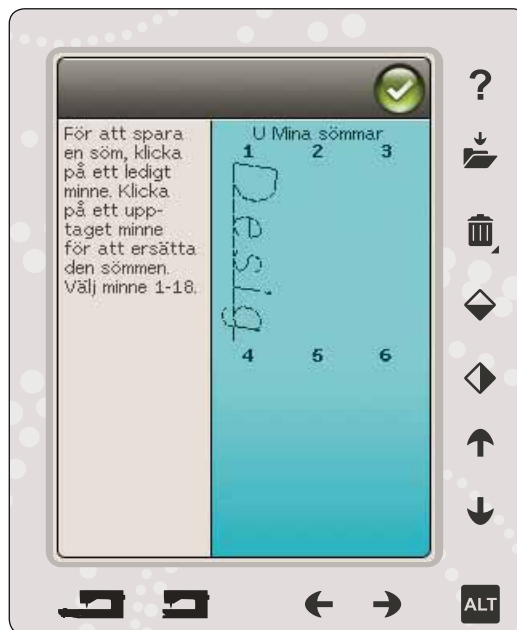 För att spara
en söm, klicka
på ett ledigt
minne. Klicka
på ett upp-
taget minne
för att ersätta
den sömmen.
Välj minne 1-18.
U Mina sömmar
1 2 3
Desig
4 5 6
?
ALT